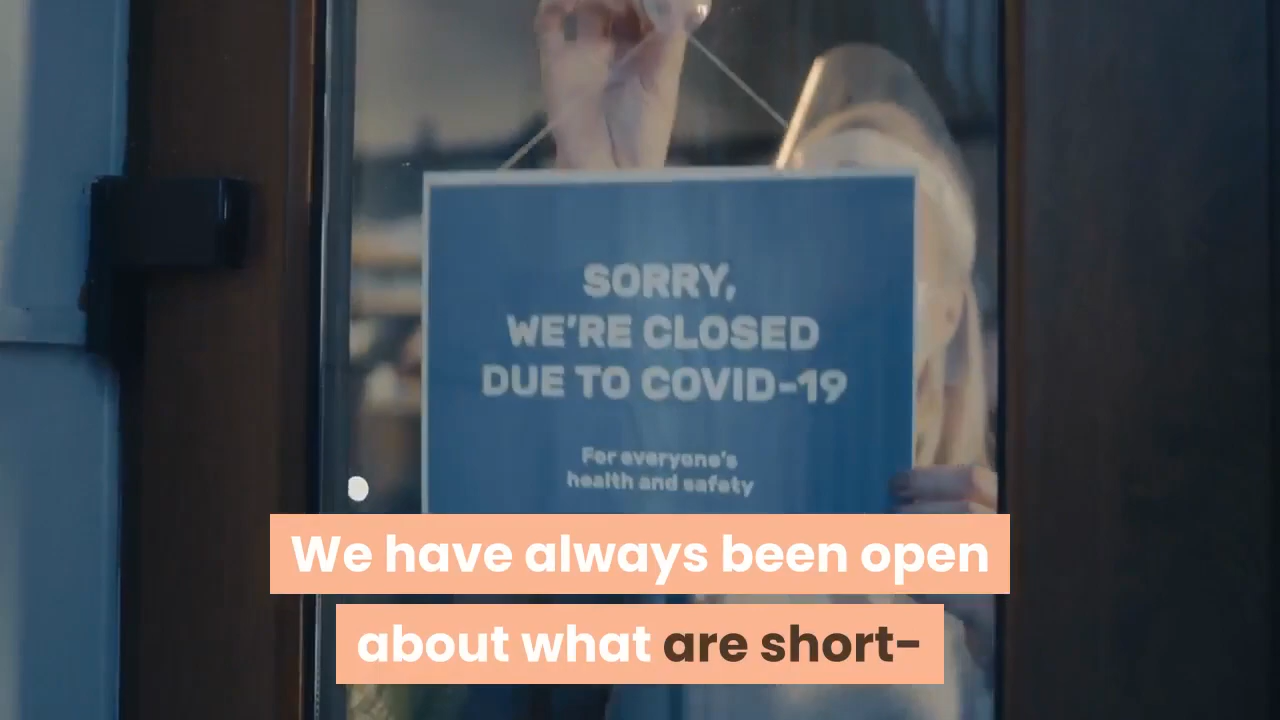 SORRY,
WE'RE CLOSED
DUE TO COVID-19
For everyone's
health and safety
We have always been open
about what are short-